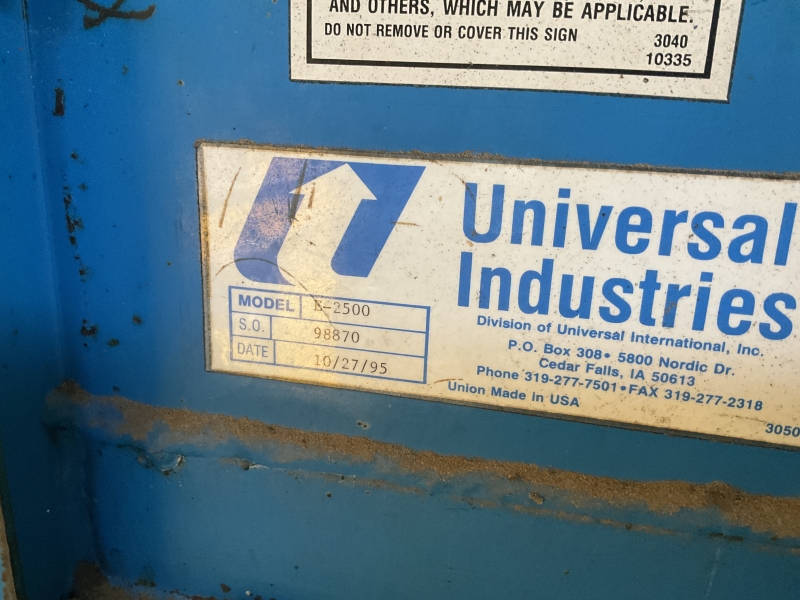 AND OTHERS, WHICH MAY BE APPLICABLE.
DO NOT REMOVE OR COVER THIS SIGN
3040
10335
Universal
Industries
Division of Universal International, Inc.
P.O. Box 308 • 5800 Nordic Dr.
Cedar Falls, IA 50613
Phone 319-277-7501 • FAX 319-277-2318
Union Made in USA
3050
MODEL E-2500
S.O. 98870
DATE 10/27/95